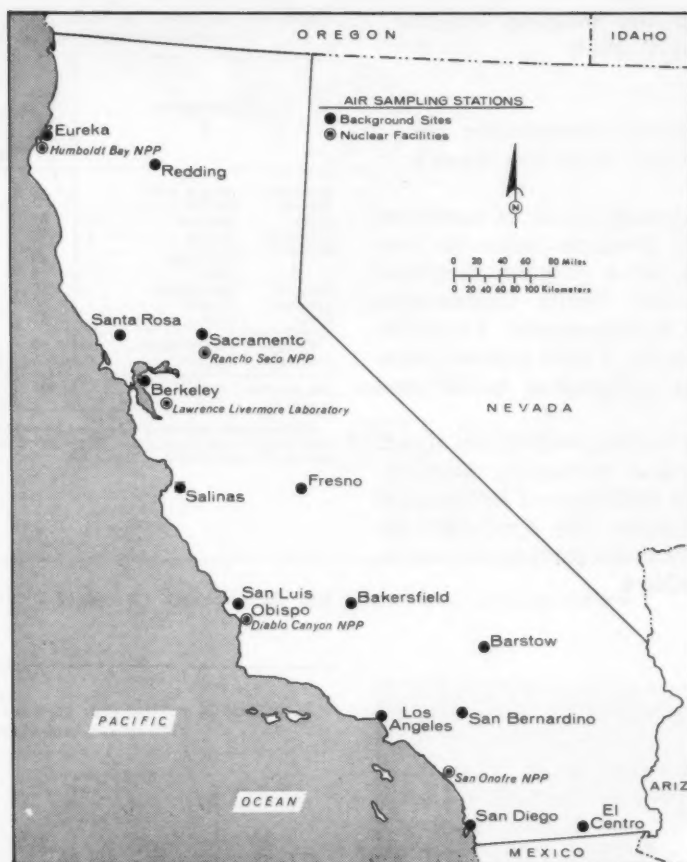 OREGON
IDAHO
AIR SAMPLING STATIONS
Background Sites
Nuclear Facilities
Eureka
Humboldt Bay NPP
Redding
N
0 20 40 60 80 Miles
0 20 40 60 80 100 Kilometers
Santa Rosa
Sacramento
Rancho Seco NPP
Berkeley
Lawrence Livermore Laboratory
NEVADA
Salinas
Fresno
San Luis
Obispo
Diablo Canyon NPP
Bakersfield
Barstow
PACIFIC
Los
Angeles
San Bernardino
San Onofre NPP
ARIZ
OCEAN
San Diego
El
Centro
MEXICO